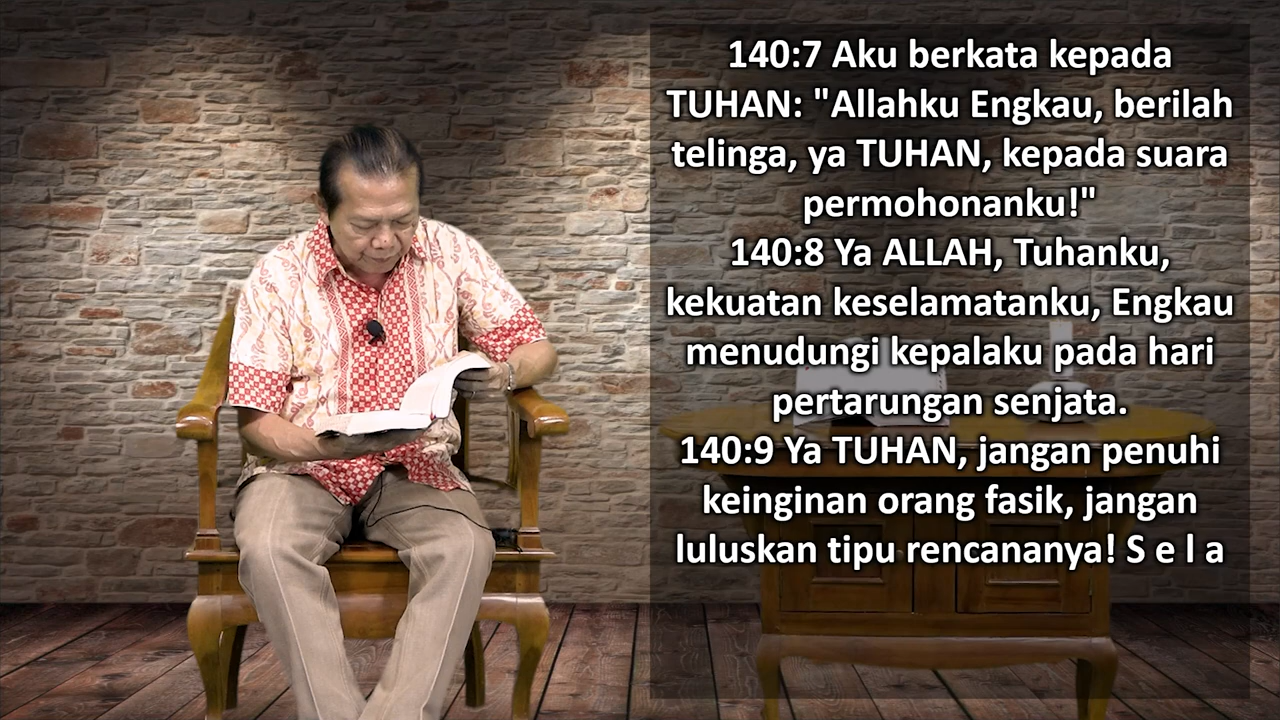 140:7 Aku berkata kepada
TUHAN: "Allahku Engkau, berilah
telinga, ya TUHAN, kepada suara
permohonanku!"
140:8 Ya ALLAH, Tuhanku,
kekuatan keselamatanku, Engkau
menudungi kepalaku pada hari
pertarungan senjata.
140:9 Ya TUHAN, jangan penuhi
keinginan orang fasik, jangan
luluskan tipu rencananya! S e l a